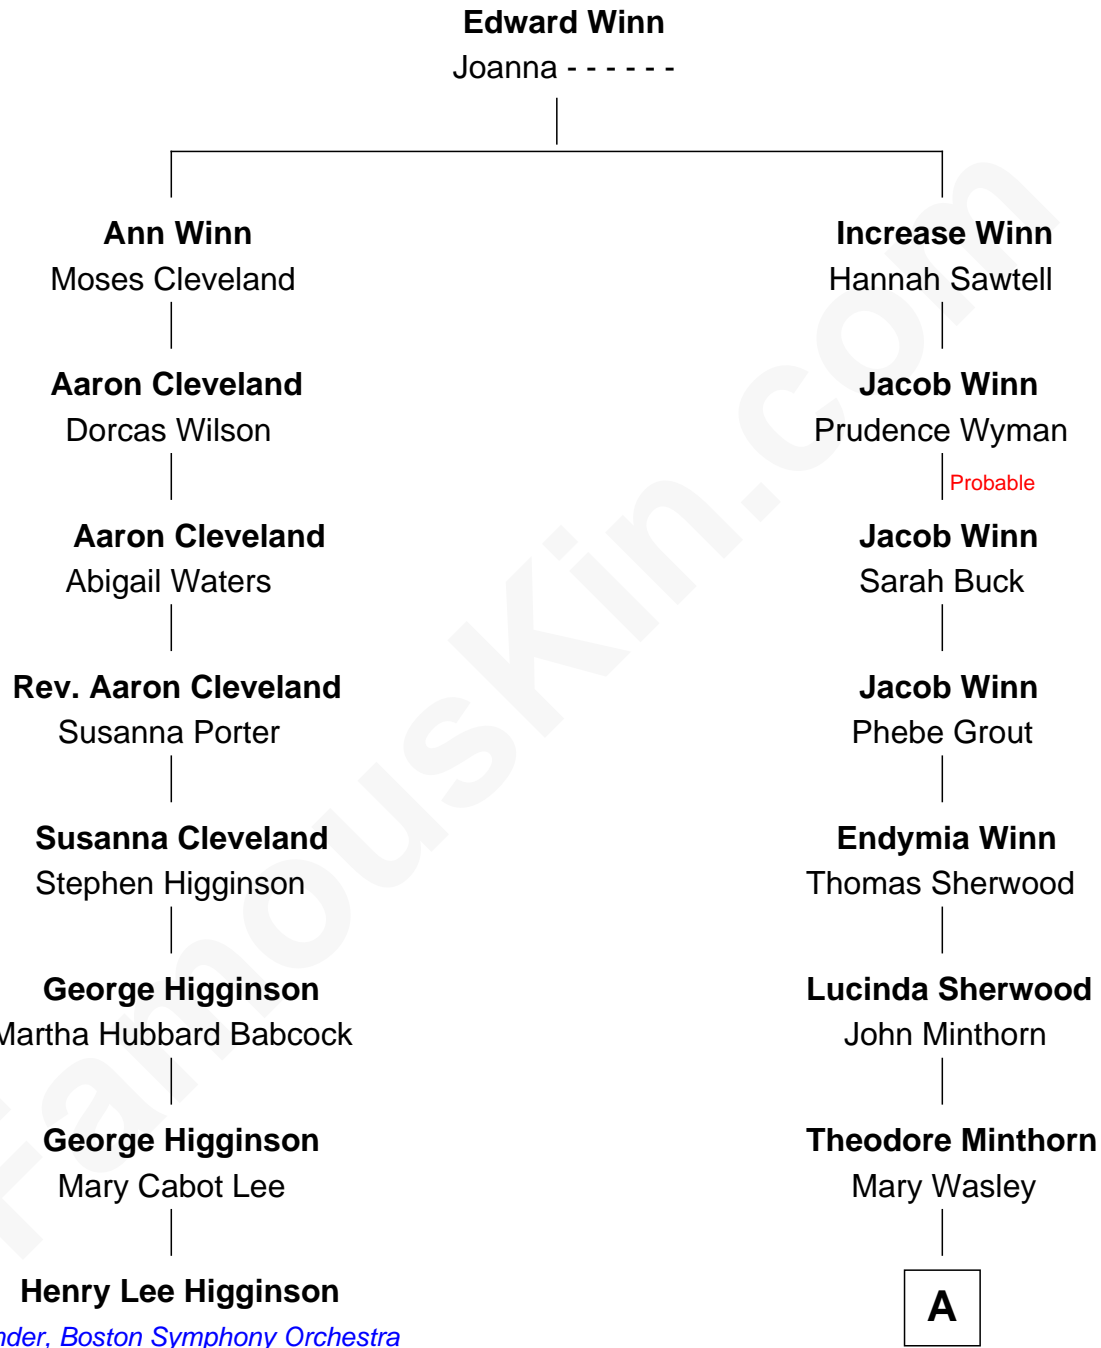 Edward Winn
Joanna - - - - - -
Ann Winn
Moses Cleveland
Increase Winn
Hannah Sawtell
Aaron Cleveland
Dorcas Wilson
Jacob Winn
Prudence Wyman
Probable
Aaron Cleveland
Abigail Waters
Jacob Winn
Sarah Buck
Rev. Aaron Cleveland
Susanna Porter
Jacob Winn
Phebe Grout
Susanna Cleveland
Stephen Higginson
Endymia Winn
Thomas Sherwood
George Higginson
Martha Hubbard Babcock
Lucinda Sherwood
John Minthorn
George Higginson
Mary Cabot Lee
Theodore Minthorn
Mary Wasley
Henry Lee Higginson
nder, Boston Symphony Orchestra
A
FamousKin.com